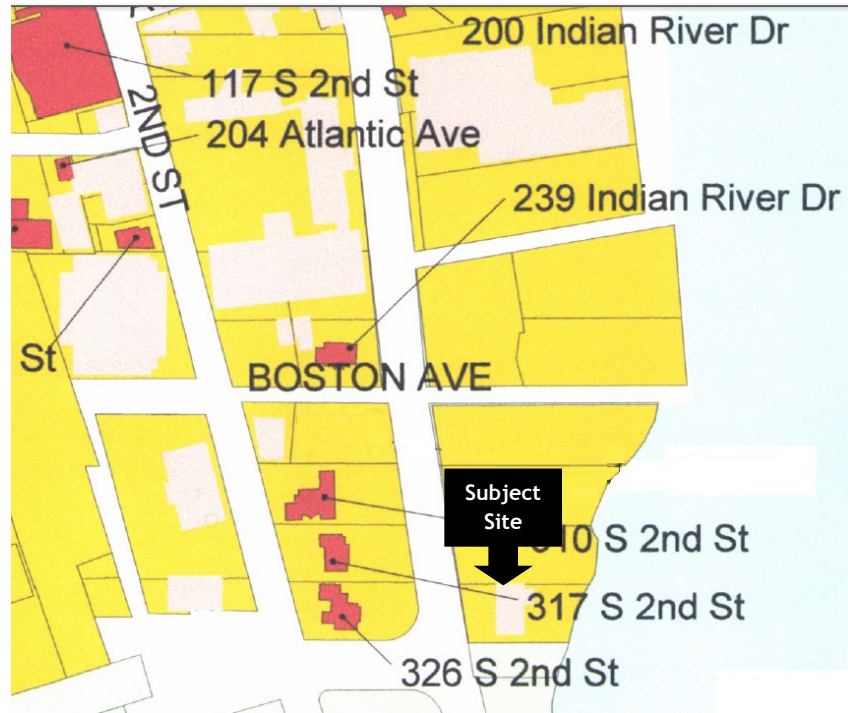 200 Indian River Dr
117 S 2nd St
2ND ST
204 Atlantic Ave
239 Indian River Dr
St
BOSTON AVE
Subject
Site
10 S 2nd St
317 S 2nd St
326 S 2nd St